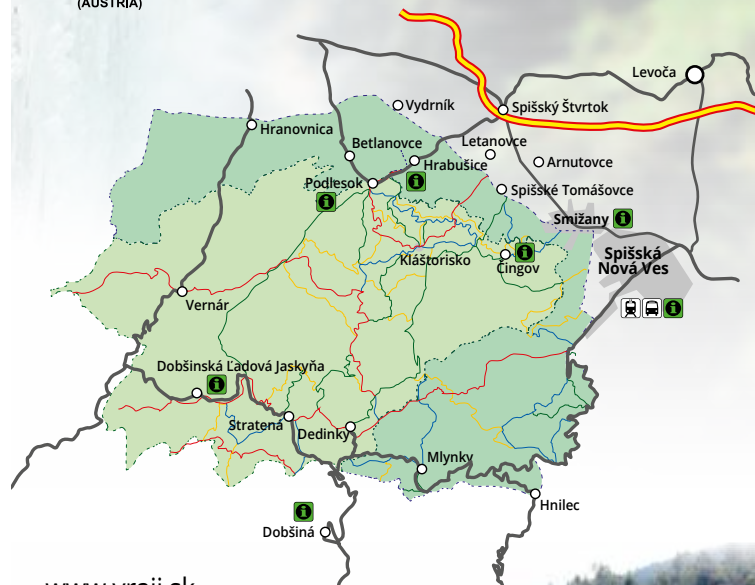 (AUSTRIA)
Levoča
Vydrník
Spišský Štvrtok
Hranovnica
Betlanovce
Letanovce
Hrabušice
Arnutovce
Podlesok
Spišské Tomášovce
Smižany
Kláštorisko
Čingov
Spišská
Nová Ves
Vernár
Dobšinská Ľadová Jaskyňa
Stratená
Dedinky
Mlynky
Hnilec
Dobšiná